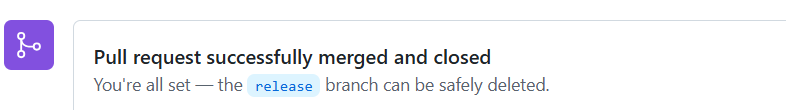 Pull request successfully merged and closed
You're all set — the release branch can be safely deleted.